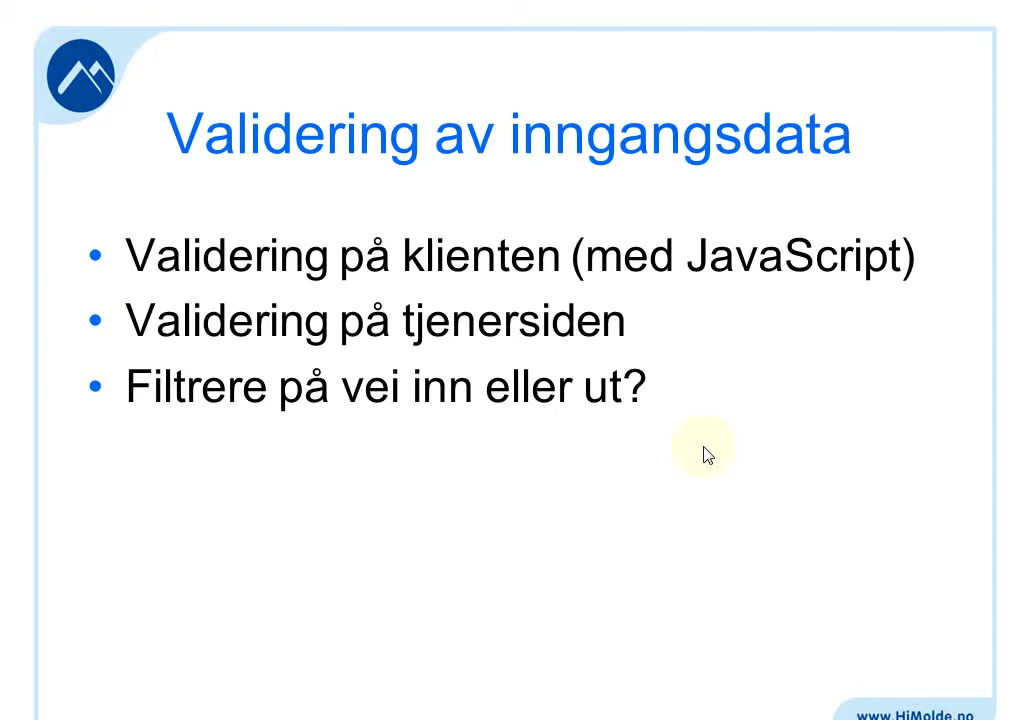 Validering av inngangsdata
• Validering på klienten (med JavaScript)
• Validering på tjenersiden
• Filtrere på vei inn eller ut?
www.HiMolde.no